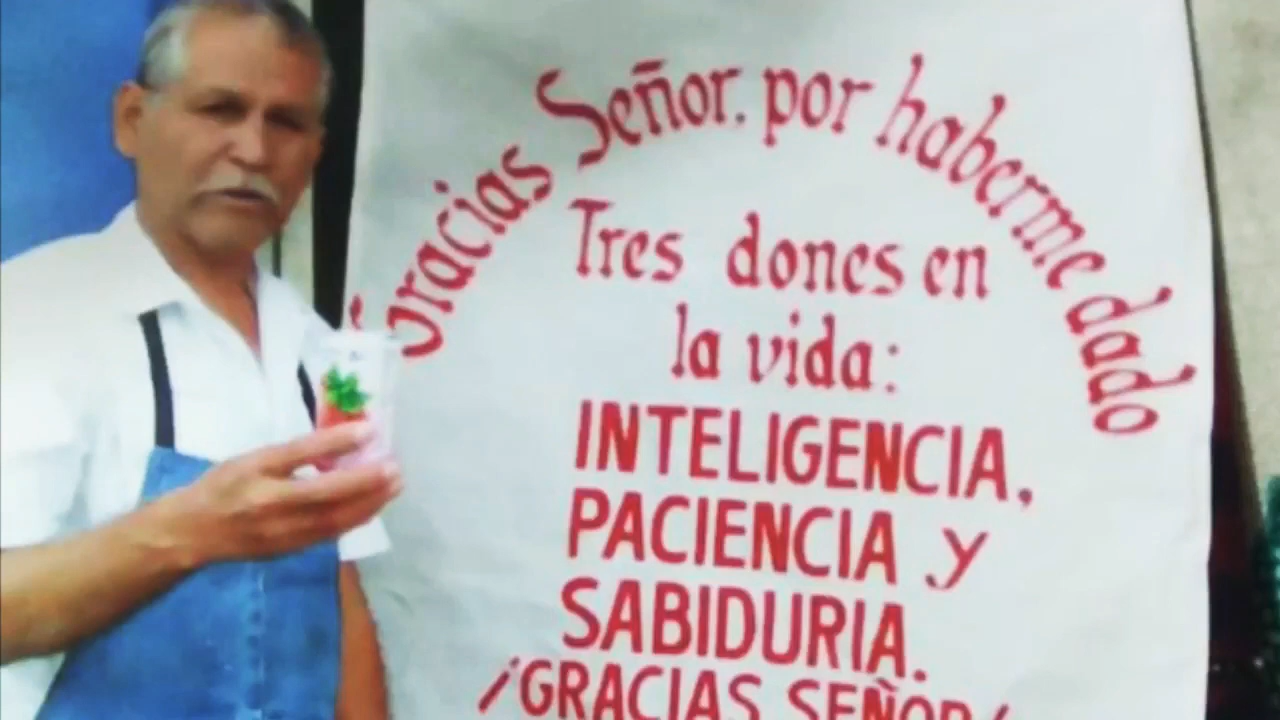 Gracias Señor, por haberme dado
Tres dones en
la vida:
INTELIGENCIA,
PACIENCIA y
SABIDURIA.
¡GRACIAS SEÑOR!